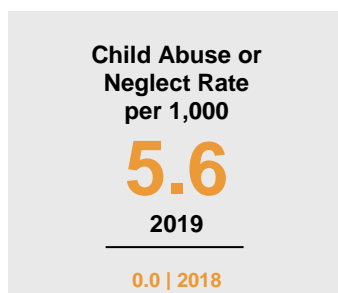 Child Abuse or
Neglect Rate
per 1,000
5.6
2019
0.0 | 2018